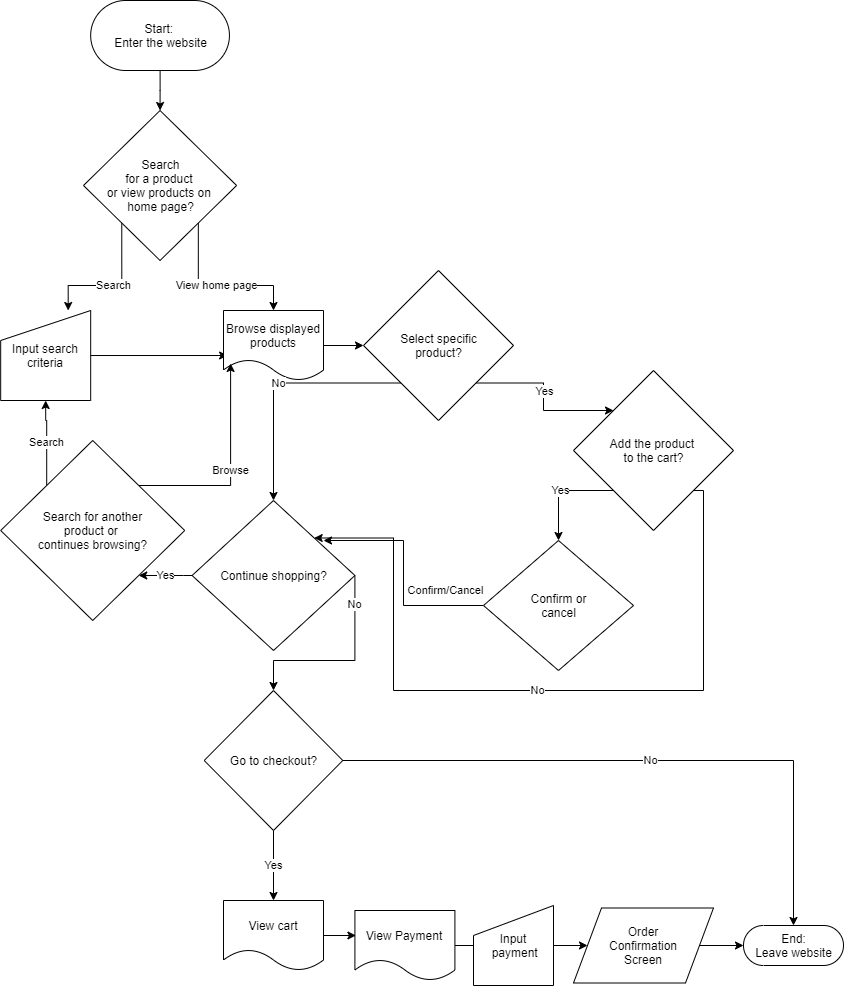 Start:
Enter the website
Search
for a product
or view products on
home page?
Search
View home page
Input search
criteria
Browse displayed
products
Select specific
product?
No
Yes
Search
Browse
Add the product
to the cart?
Search for another
product or
continues browsing?
Yes
Continue shopping?
Yes
Confirm/Cancel
Confirm or
cancel
No
No
Go to checkout?
No
Yes
View cart
View Payment
Input
payment
Order
Confirmation
Screen
End:
Leave website